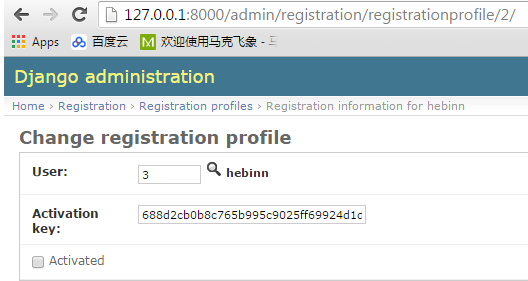 127.0.0.1:8000/admin/registration/registrationprofile/2/
Apps 百度云 欢迎使用马克飞象 -
Django administration
Home › Registration › Registration profiles › Registration information for hebinn
Change registration profile
User: 3 hebinn
Activation key: 688d2cb0b8c765b995c9025ff69924d1c
Activated